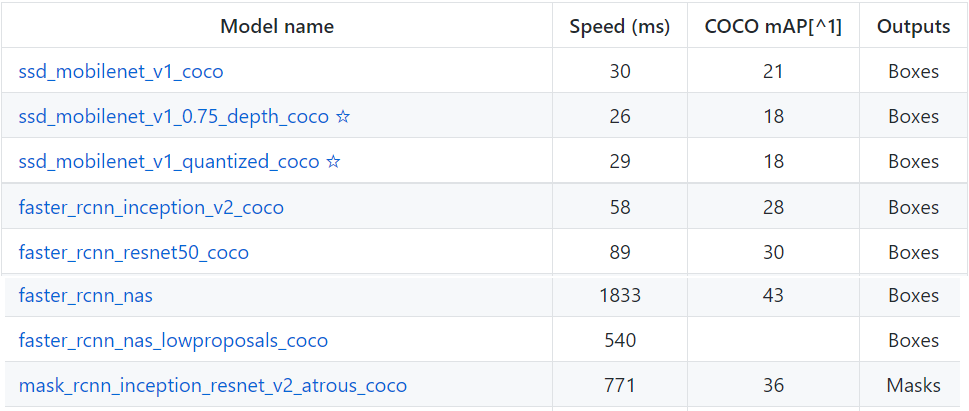 Model name Speed (ms) COCO mAP[^1] Outputs
ssd_mobilenet_v1_coco 30 21 Boxes
ssd_mobilenet_v1_0.75_depth_coco ☆ 26 18 Boxes
ssd_mobilenet_v1_quantized_coco ☆ 29 18 Boxes
faster_rcnn_inception_v2_coco 58 28 Boxes
faster_rcnn_resnet50_coco 89 30 Boxes
faster_rcnn_nas 1833 43 Boxes
faster_rcnn_nas_lowproposals_coco 540 Boxes
mask_rcnn_inception_resnet_v2_atrous_coco 771 36 Masks